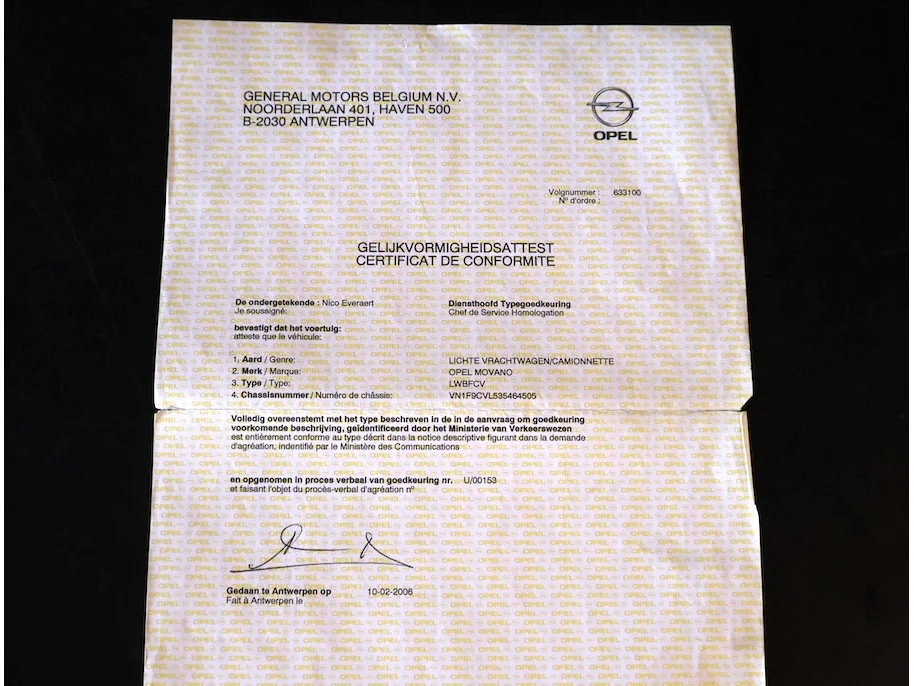 GENERAL MOTORS BELGIUM N.V.
NOORDERLAAN 401, HAVEN 500
B-2030 ANTWERPEN
OPEL
Volgnummer : 633100
Nº d'ordre :
GELIJKVORMIGHEIDSATTEST
CERTIFICAT DE CONFORMITE
De ondergetekende : Nico Everaert Diensthoofd Typegoedkeuring
Je soussigné: Chef de Service Homologation
bevestigt dat het voertuig:
atteste que le véhicule:
1. Aard / Genre: LICHTE VRACHTWAGEN/CAMIONNETTE
2. Merk / Marque: OPEL MOVANO
3. Type / Type: LWBFCV
4. Chassisnummer / Numéro de châssis: VN1F9CVL535464505
Volledig overeenstemt met het type beschreven in de in de aanvraag om goedkeuring
voorkomende beschrijving, geïdentificeerd door het Ministerie van Verkeerswezen
est entièrement conforme au type décrit dans la notice descriptive figurant dans la demande
d'agréation, indentifié par le Ministère des Communications
en opgenomen in proces verbaal van goedkeuring nr. U/00153
et faisant l'objet du procès-verbal d'agréation nº
Gedaan te Antwerpen op 10-02-2006
Fait à Antwerpen le